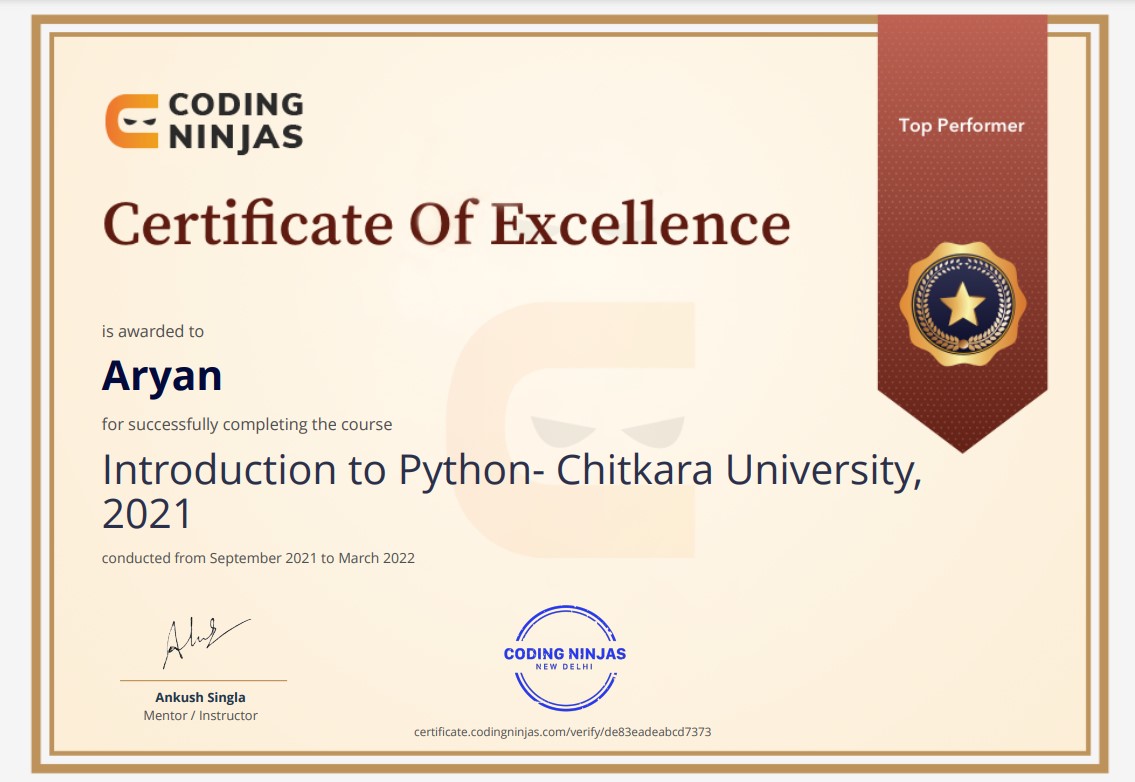 CODING
NINJAS
Top Performer
Certificate Of Excellence
is awarded to
Aryan
for successfully completing the course
Introduction to Python- Chitkara University,
2021
conducted from September 2021 to March 2022
Ankush Singla
Mentor / Instructor
CODING NINJAS
NEW DELHI
certificate.codingninjas.com/verify/de83eadeabcd7373